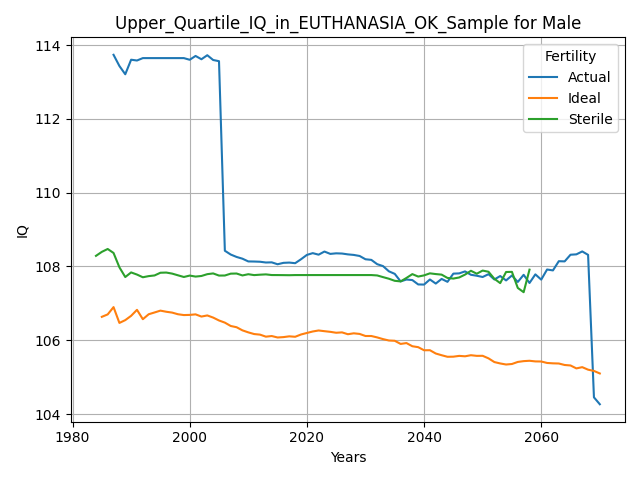 Upper_Quartile_IQ_in_EUTHANASIA_OK_Sample for Male
Fertility
Actual
Ideal
Sterile
114
112
110
108
106
104
IQ
1980
2000
2020
2040
2060
Years